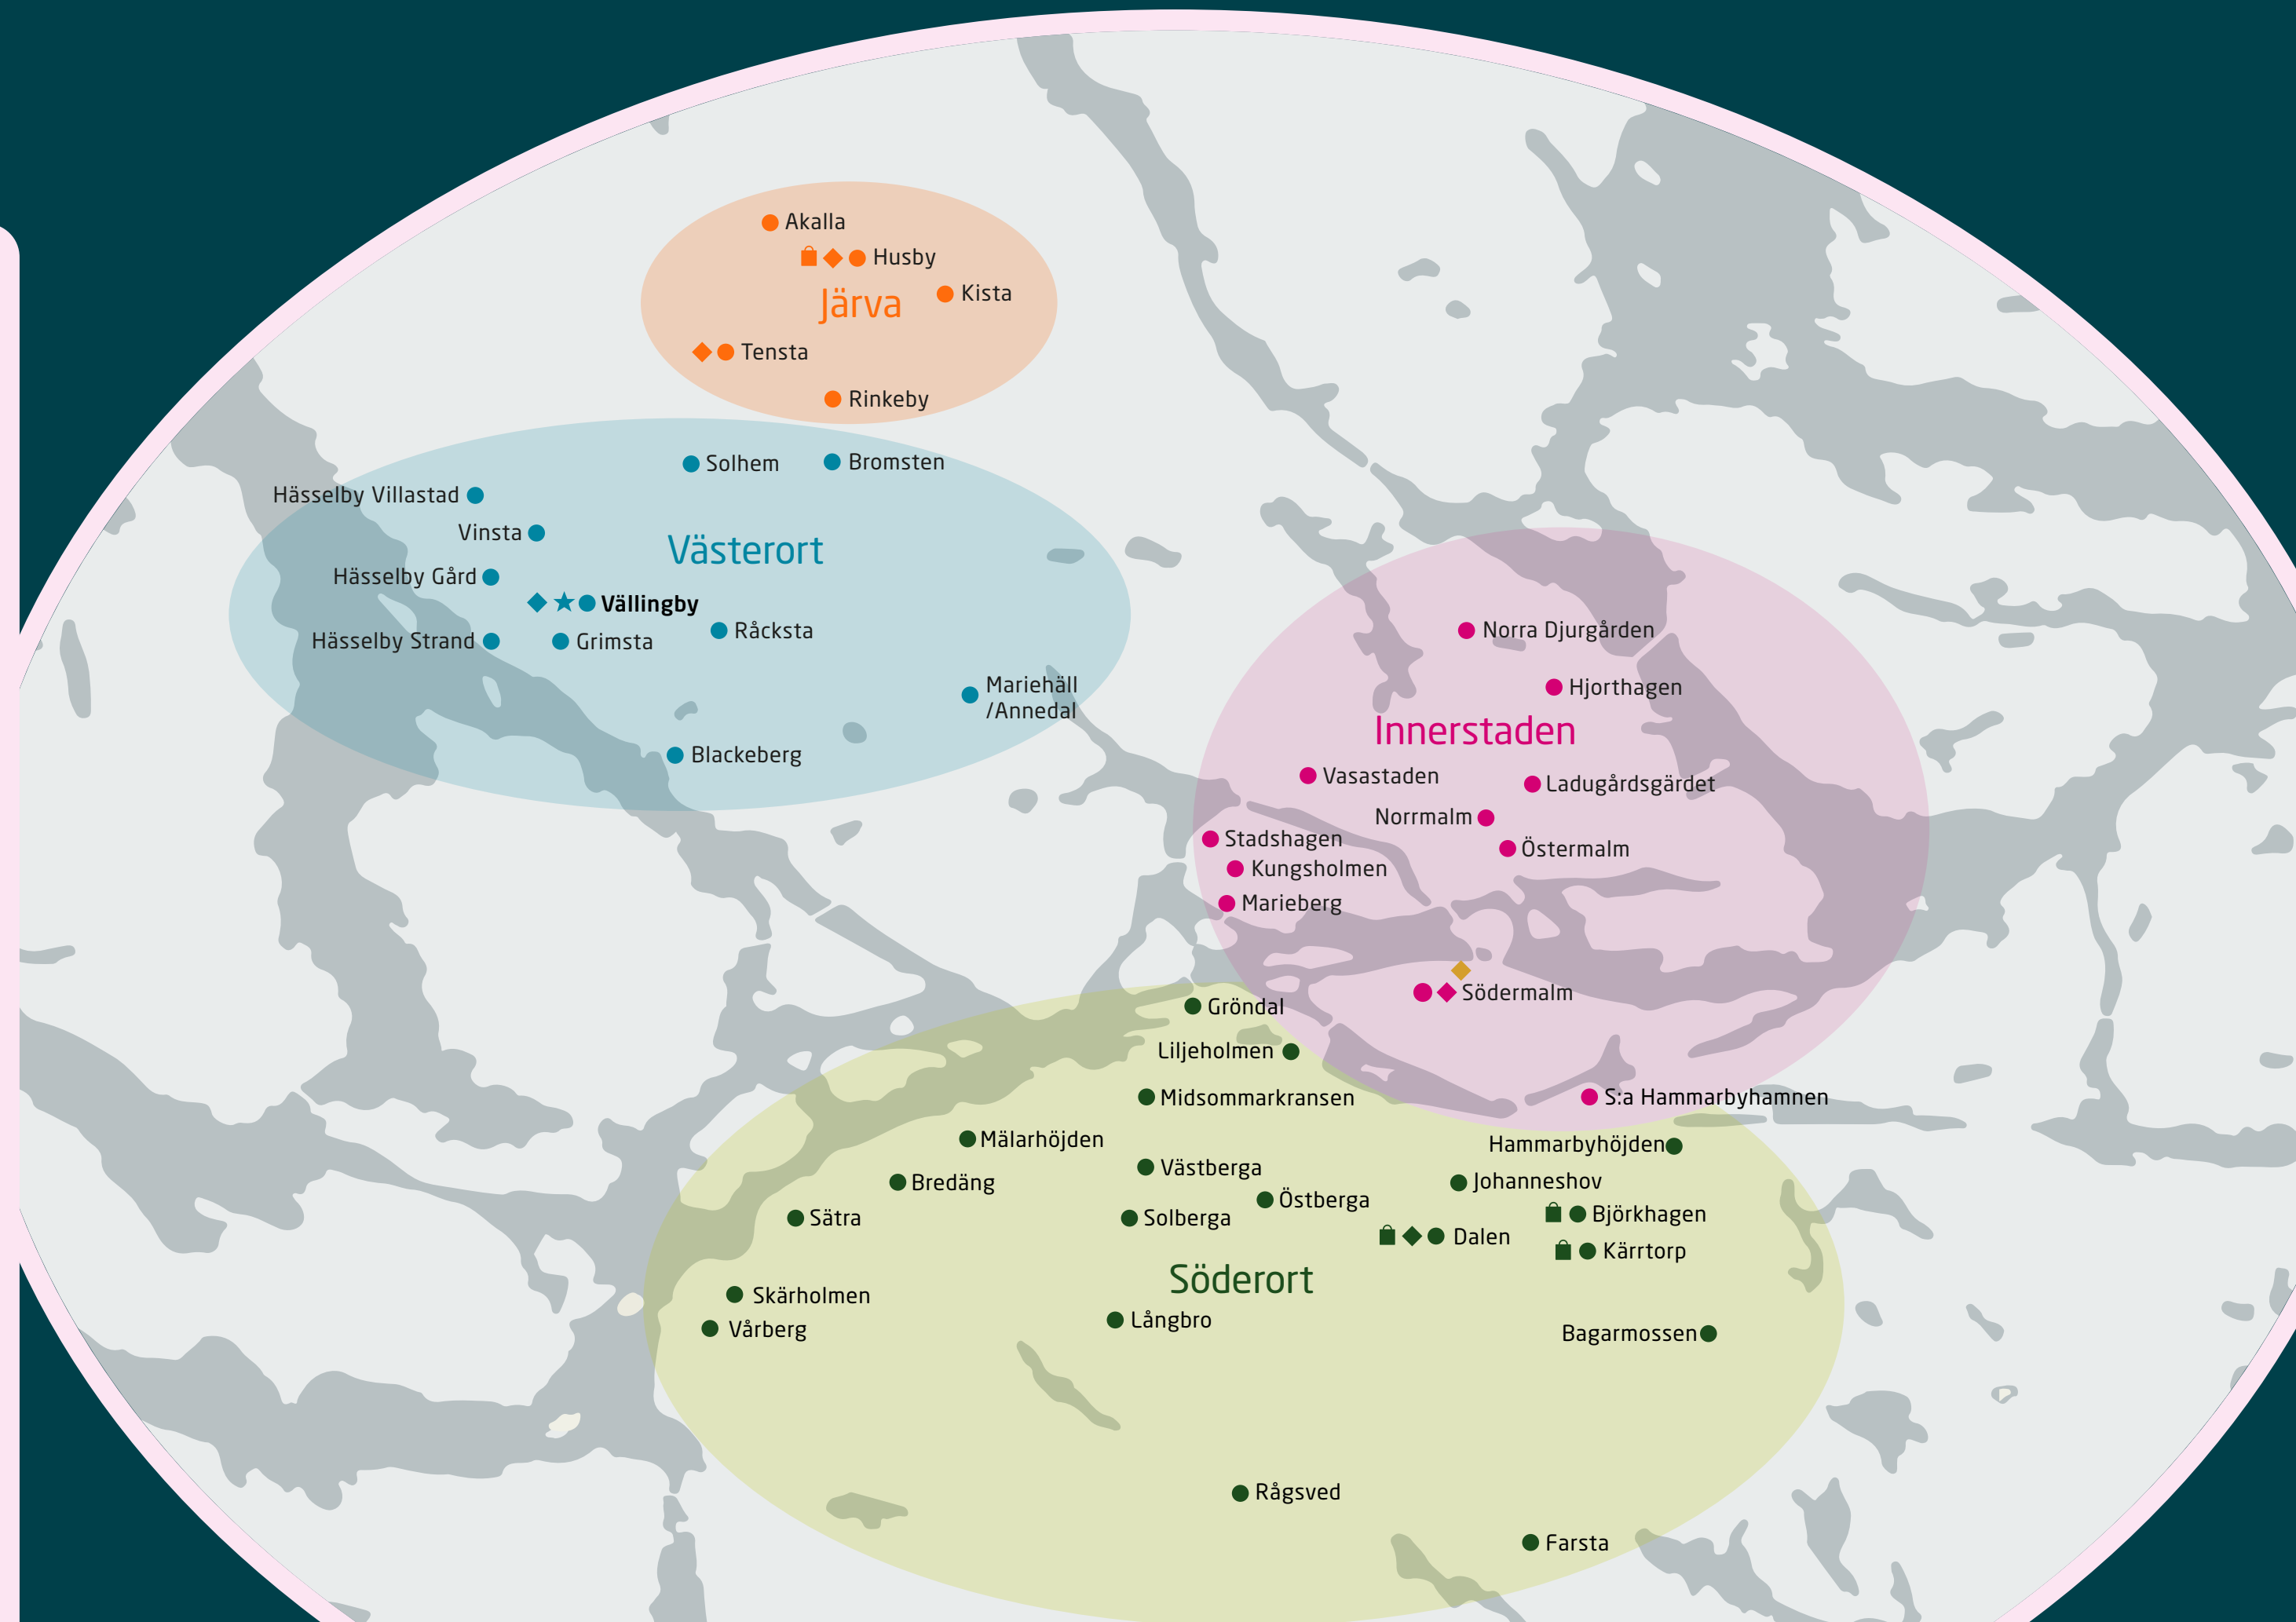 Akalla
Husby
Kista
Järva
Tensta
Rinkeby
Solhem
Bromsten
Hässelby Villastad
Vinsta
Västerort
Hässelby Gård
Vällingby
Råcksta
Hässelby Strand
Grimsta
Mariehäll
/Annedal
Blackeberg
Norra Djurgården
Hjorthagen
Innerstaden
Vasastaden
Ladugårdsgärdet
Norrmalm
Stadshagen
Östermalm
Kungsholmen
Marieberg
Södermalm
Gröndal
Liljeholmen
Midsommarkransen
S:a Hammarbyhamnen
Mälarhöjden
Hammarbyhöjden
Västberga
Bredäng
Johanneshov
Östberga
Sätra
Solberga
Björkhagen
Dalen
Kärrtorp
Söderort
Skärholmen
Långbro
Vårberg
Bagarmossen
Rågsved
Farsta